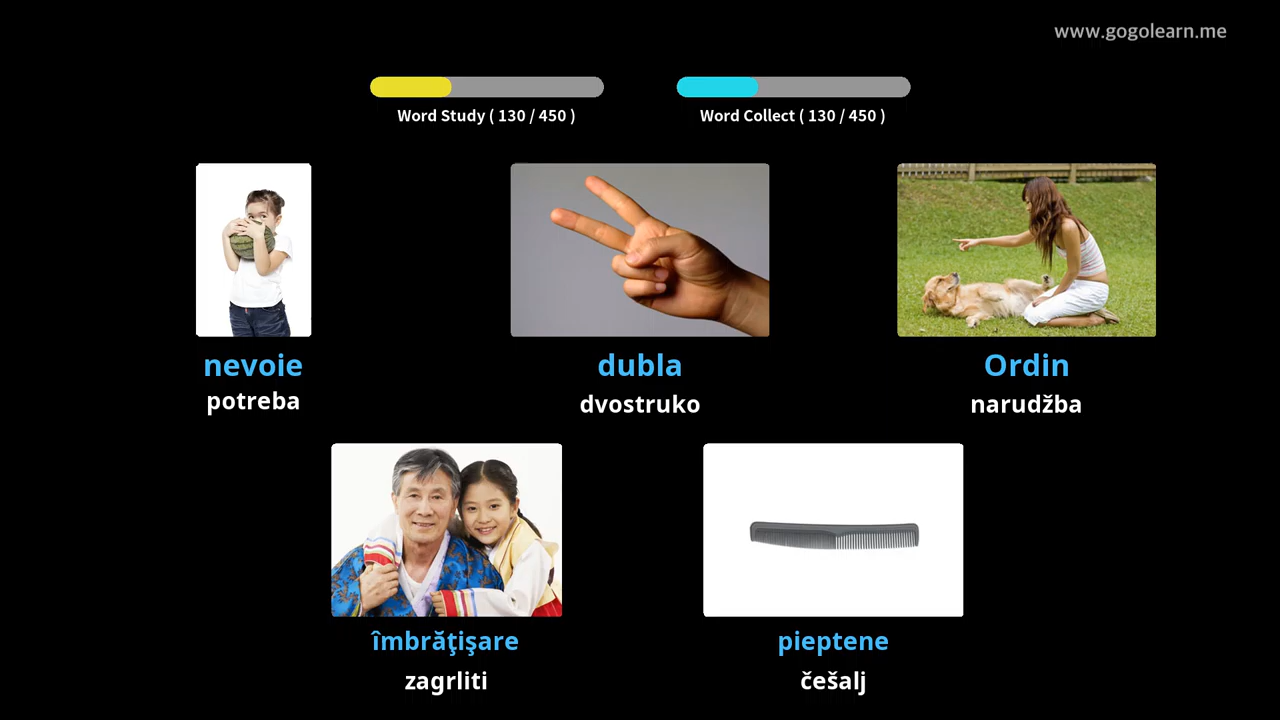 www.gogolearn.me
Word Study ( 130 / 450 )
Word Collect ( 130 / 450 )
nevoie
potreba
dubla
dvostruko
Ordin
narudžba
îmbrăţişare
zagrliti
pieptene
češalj